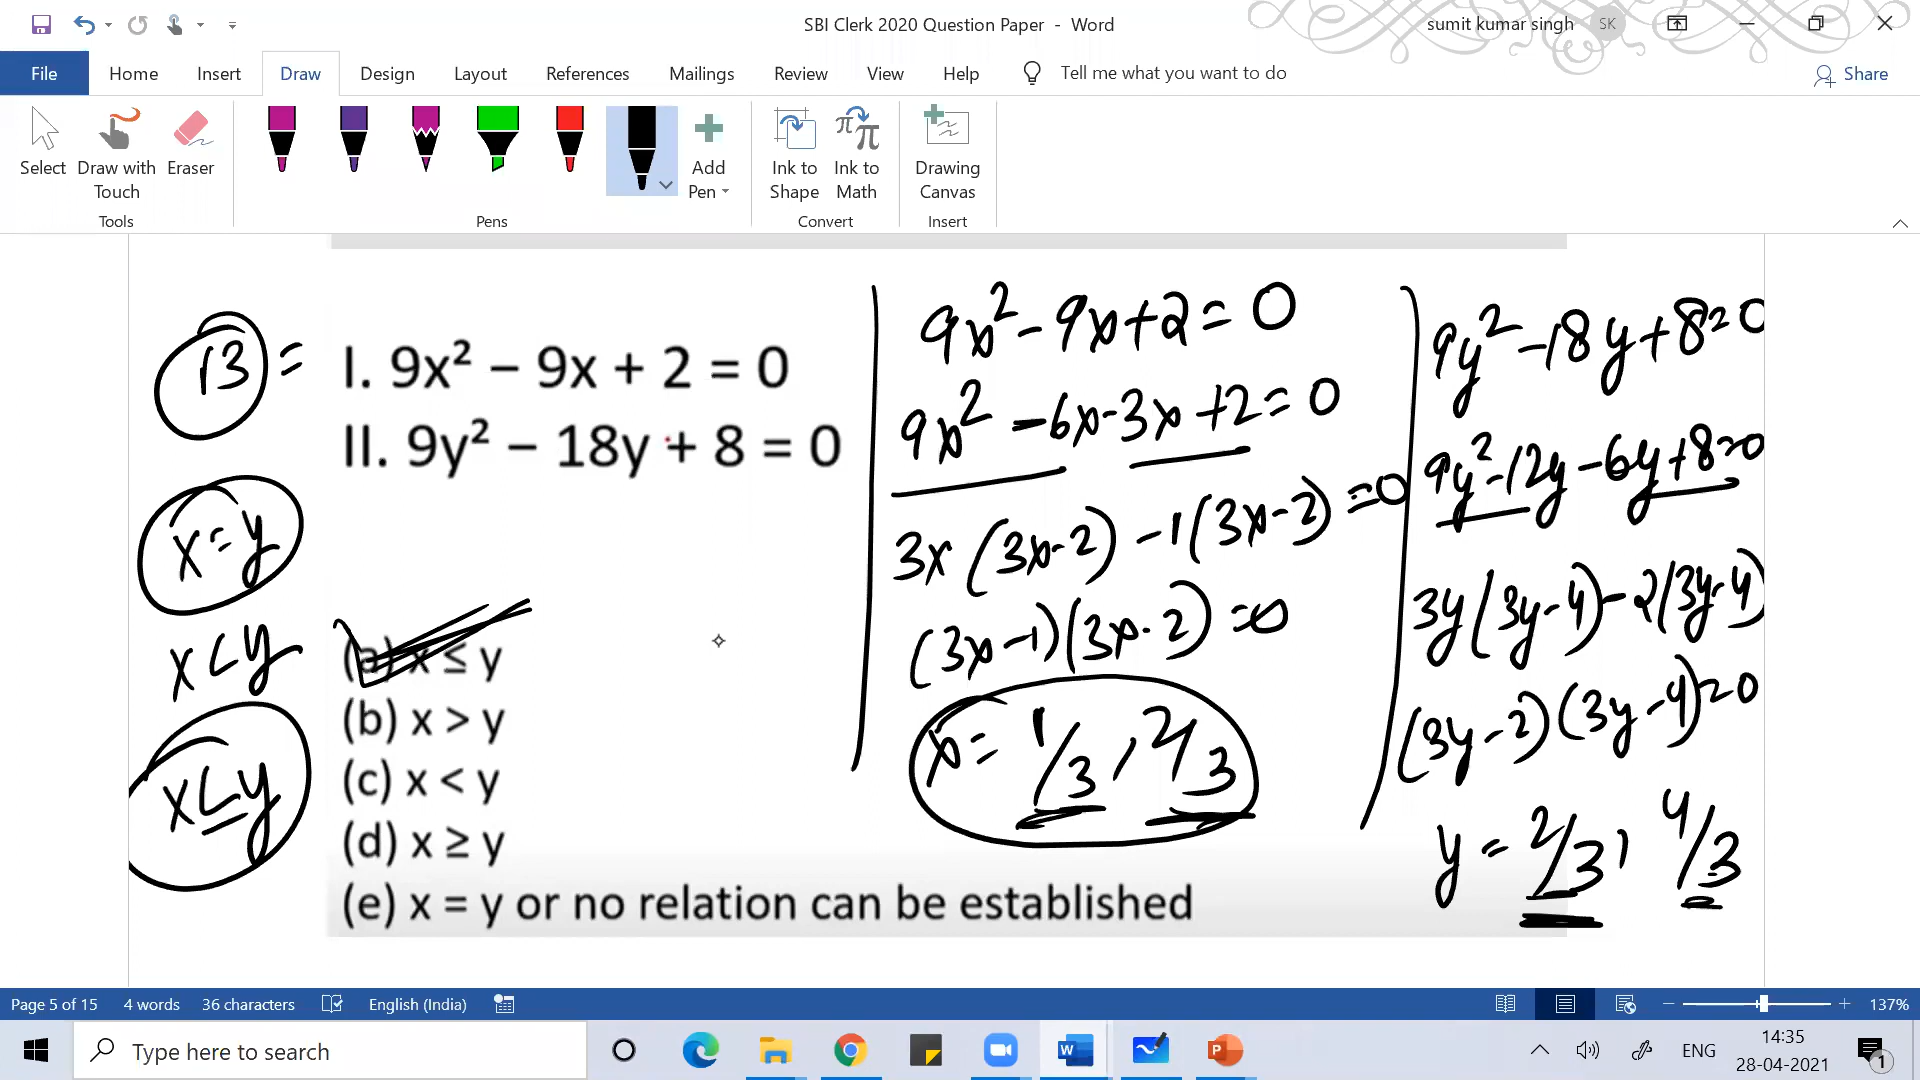 SBI Clerk 2020 Question Paper - Word
sumit kumar singh
SK
File
Home
Insert
Draw
Design
Layout
References
Mailings
Review
View
Help
Tell me what you want to do
Share
Select
Draw with Touch
Eraser
Add Pen
Ink to Shape
Ink to Math
Drawing Canvas
Tools
Pens
Convert
Insert
13 =
I. 9x² − 9x + 2 = 0
II. 9y² − 18y + 8 = 0
x = y
x < y
x ≤ y
(a) x ≤ y
(b) x > y
(c) x < y
(d) x ≥ y
(e) x = y or no relation can be established
9x² - 9x + 2 = 0
9x² - 6x - 3x + 2 = 0
3x (3x - 2) - 1 (3x - 2) = 0
(3x - 1) (3x - 2) = 0
x = 1/3, 2/3
9y² - 18y + 8 = 0
9y² - 12y - 6y + 8 = 0
3y (3y - 4) - 2 (3y - 4)
(3y - 2) (3y - 4) = 0
y = 2/3, 4/3
Page 5 of 15
4 words
36 characters
English (India)
137%
Type here to search
ENG
14:35
28-04-2021
1